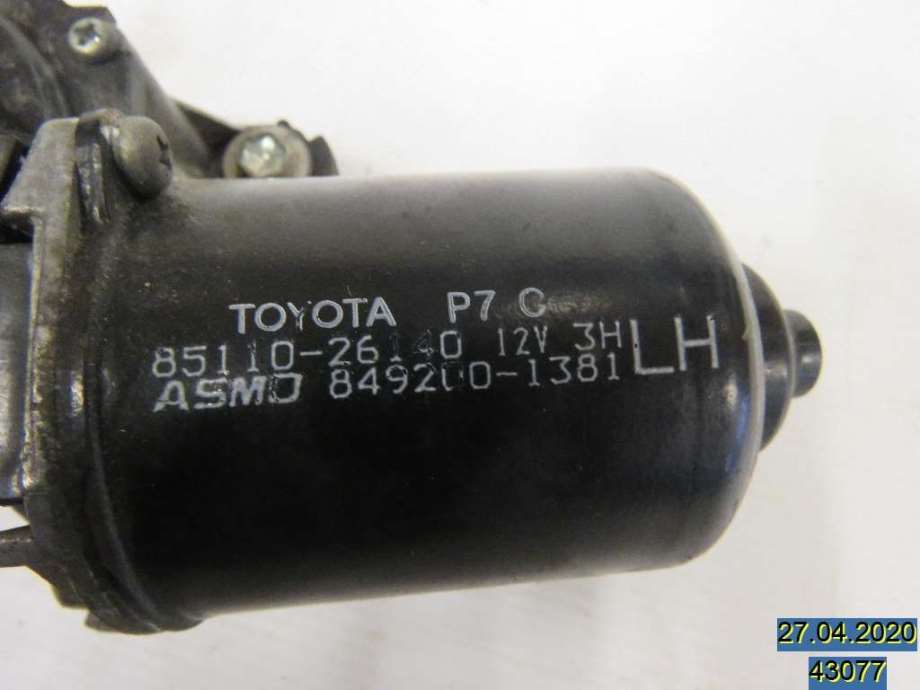 TOYOTA P7 C
85110-26140 12V 3H LH
ASMO 849200-1381
27.04.2020
43077